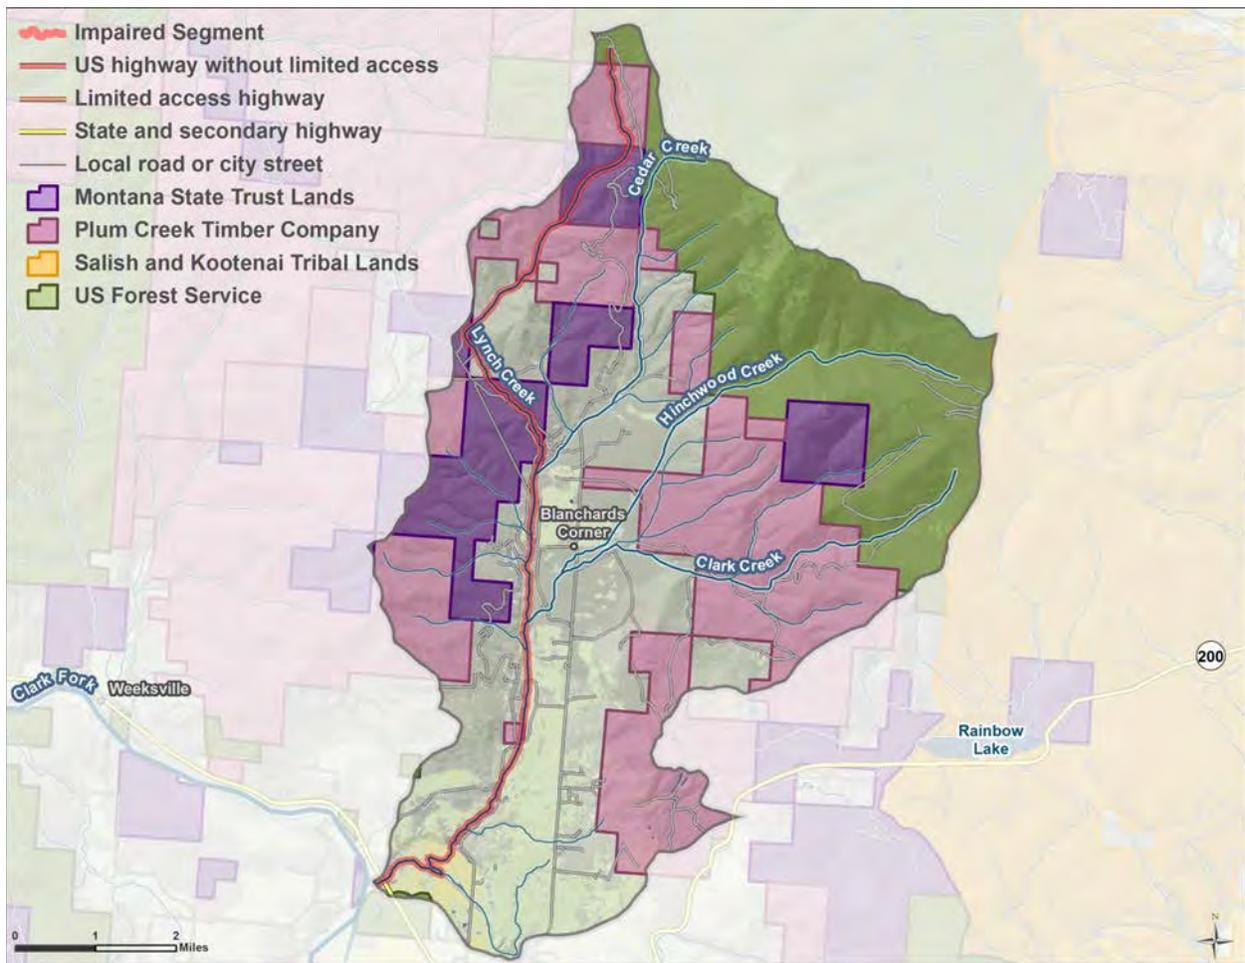 Impaired Segment
US highway without limited access
Limited access highway
State and secondary highway
Local road or city street
Montana State Trust Lands
Plum Creek Timber Company
Salish and Kootenai Tribal Lands
US Forest Service
Cedar Creek
Lynch Creek
Hinchwood Creek
Blanchards
Corner
Clark Creek
200
Clark Fork
Weeksville
Rainbow
Lake
0 1 2
Miles
N